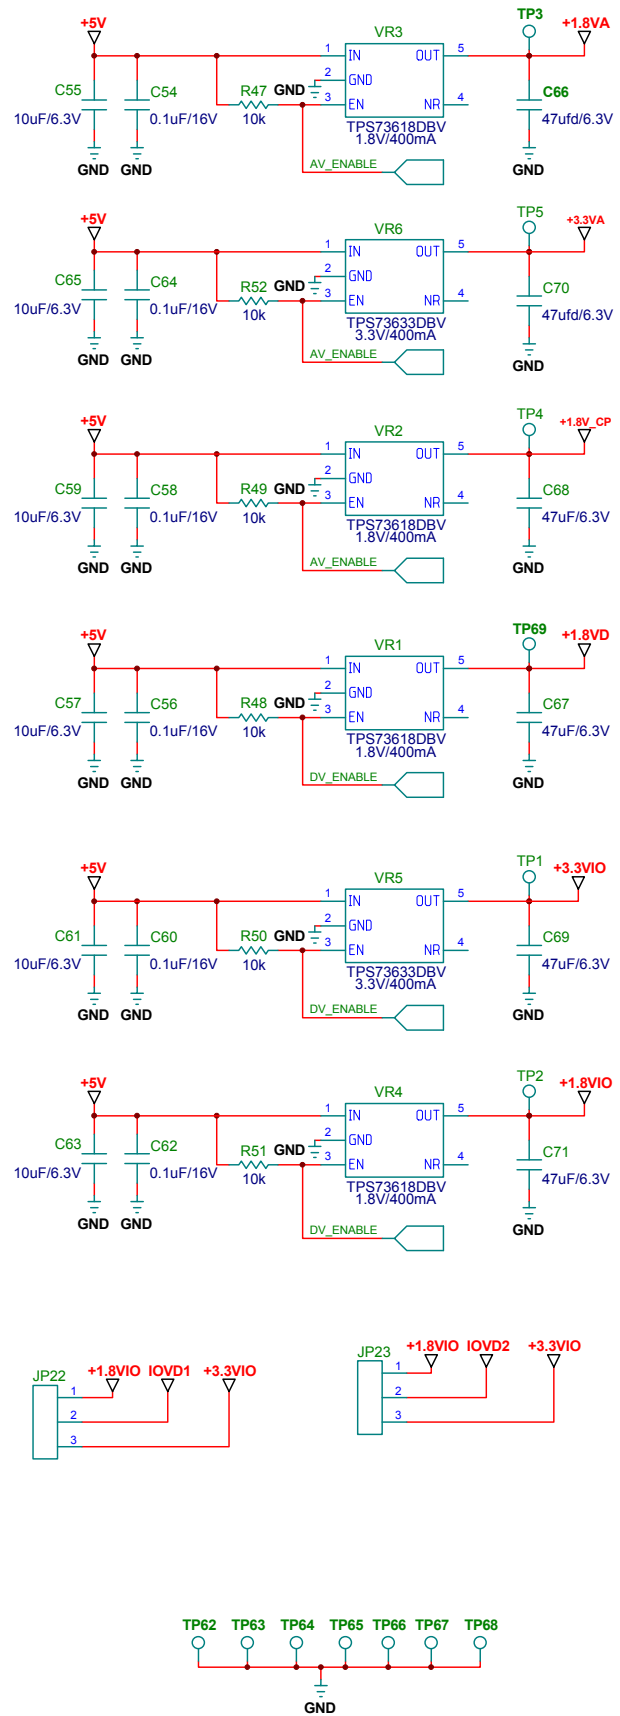 +5V
VR3
TP3
+1.8VA
1 IN OUT 5
C55 C54 R47 GND 2 GND C66
3 EN NR 4
10uF/6.3V 0.1uF/16V 10k 47ufd/6.3V
TPS73618DBV
1.8V/400mA
GND GND AV_ENABLE GND
+5V
VR6
TP5
+3.3VA
1 IN OUT 5
C65 C64 R52 GND 2 GND C70
3 EN NR 4
10uF/6.3V 0.1uF/16V 10k 47ufd/6.3V
TPS73633DBV
3.3V/400mA
GND GND AV_ENABLE GND
+5V
VR2
TP4
+1.8V_CP
1 IN OUT 5
C59 C58 R49 GND 2 GND C68
3 EN NR 4
10uF/6.3V 0.1uF/16V 10k 47uF/6.3V
TPS73618DBV
1.8V/400mA
GND GND AV_ENABLE GND
+5V
VR1
TP69
+1.8VD
1 IN OUT 5
C57 C56 R48 GND 2 GND C67
3 EN NR 4
10uF/6.3V 0.1uF/16V 10k 47uF/6.3V
TPS73618DBV
1.8V/400mA
GND GND DV_ENABLE GND
+5V
VR5
TP1
+3.3VIO
1 IN OUT 5
C61 C60 R50 GND 2 GND C69
3 EN NR 4
10uF/6.3V 0.1uF/16V 10k 47uF/6.3V
TPS73633DBV
3.3V/400mA
GND GND DV_ENABLE GND
+5V
VR4
TP2
+1.8VIO
1 IN OUT 5
C63 C62 R51 GND 2 GND C71
3 EN NR 4
10uF/6.3V 0.1uF/16V 10k 47uF/6.3V
TPS73618DBV
1.8V/400mA
GND GND DV_ENABLE GND
JP22 +1.8VIO IOVD1 +3.3VIO
1
2
3
JP23 +1.8VIO IOVD2 +3.3VIO
1
2
3
TP62 TP63 TP64 TP65 TP66 TP67 TP68
GND